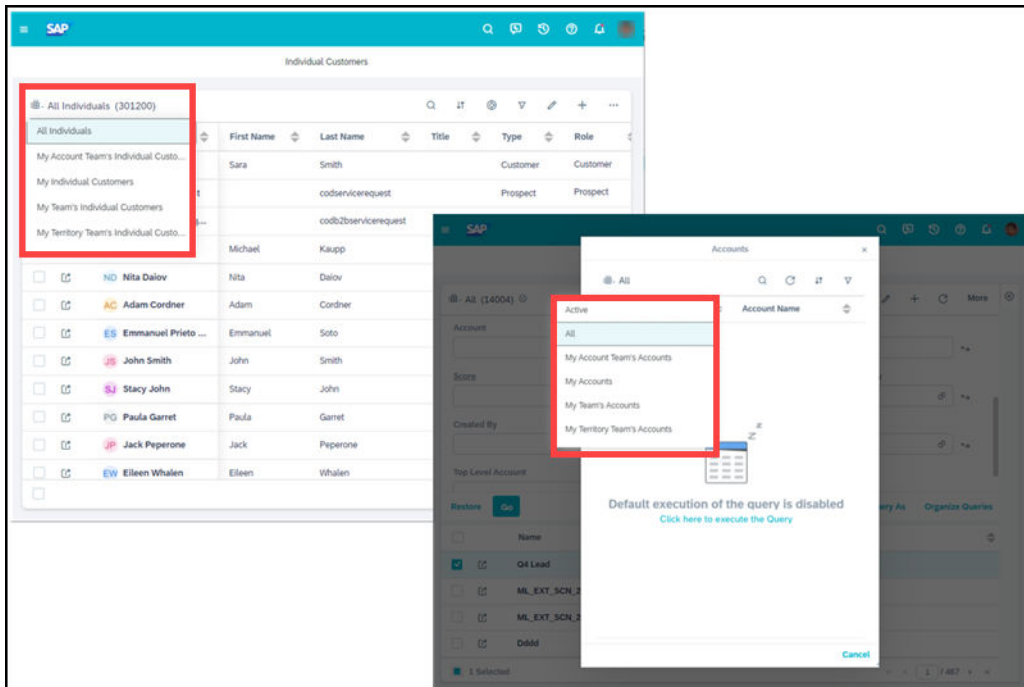 SAP
Individual Customers
All Individuals (301200)
All Individuals
My Account Team's Individual Custo...
My Individual Customers
My Team's Individual Customers
My Territory Team's Individual Custo...
First Name Last Name Title Type Role
Sara Smith Customer Customer
codservicerequest Prospect Prospect
codb2bservicerequest
Michael Kaupp
ND Nita Daiov Nita Daiov
AC Adam Cordner Adam Cordner
ES Emmanuel Prieto ... Emmanuel Soto
JS John Smith John Smith
SJ Stacy John Stacy John
PG Paula Garret Paula Garret
JP Jack Peperone Jack Peperone
EW Eileen Whalen Eileen Whalen
SAP
All (14004)
More
Account
Score
Created By
Top Level Account
Restore Go
ery As Organize Queries
Name
Q4 Lead
ML_EXT_SCN_2
ML_EXT_SCN_2
Dddd
1 Selected
1 / 467
Accounts
All
Account Name
Active
All
My Account Team's Accounts
My Accounts
My Team's Accounts
My Territory Team's Accounts
z z
Default execution of the query is disabled
Click here to execute the Query
Cancel